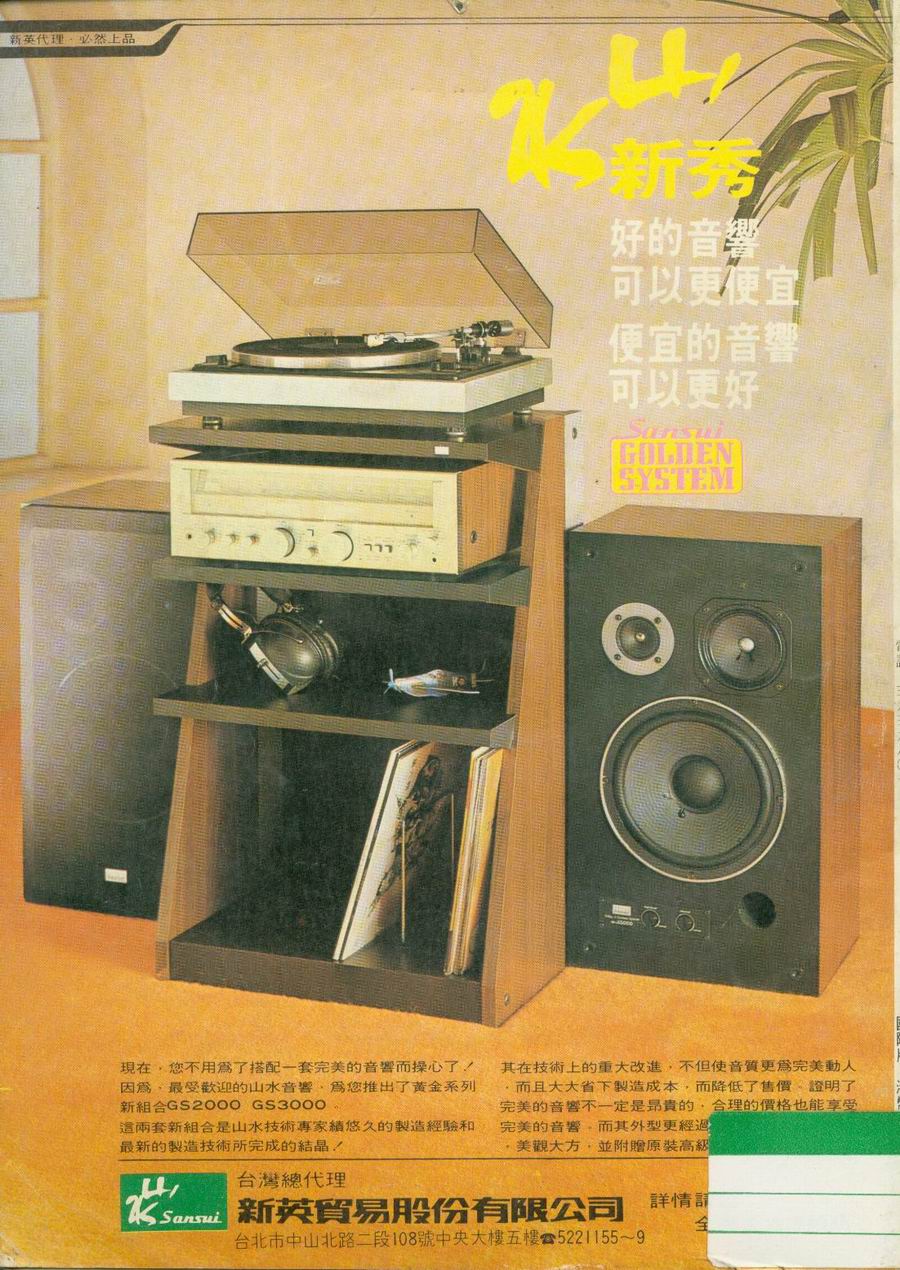 新英代理·必然上品
山水
新秀
好的音響
可以更便宜
便宜的音響
可以更好
Sansui
GOLDEN
SYSTEM
現在，您不用爲了搭配一套完美的音響而操心了！
因爲，最受歡迎的山水音響，爲您推出了黃金系列
新組合GS2000 GS3000。
這兩套新組合是山水技術專家績悠久的製造經驗和
最新的製造技術所完成的結晶！
其在技術上的重大改進，不但使音質更爲完美動人
，而且大大省下製造成本，而降低了售價。證明了
完美的音響不一定是昻貴的，合理的價格也能享受
完美的音響，而其外型更經過
，美觀大方，並附贈原裝高級
山水 Sansui
台灣總代理
新英貿易股份有限公司
台北市中山北路二段108號中央大樓五樓☎5221155～9
詳情請
全